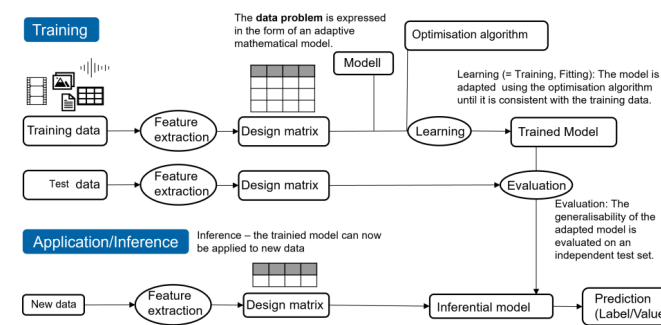 Training
The data problem is expressed
in the form of an adaptive
mathematical model.
Modell
Optimisation algorithm
Learning (= Training, Fitting): The model is
adapted using the optimisation algorithm
until it is consistent with the training data.
Training data
Feature
extraction
Design matrix
Learning
Trained Model
Test data
Feature
extraction
Design matrix
Evaluation
Evaluation: The
generalisability of the
adapted model is
evaluated on an
independent test set.
Application/Inference
Inference – the trainied model can now
be applied to new data
New data
Feature
extraction
Design matrix
Inferential model
Prediction
(Label/Value